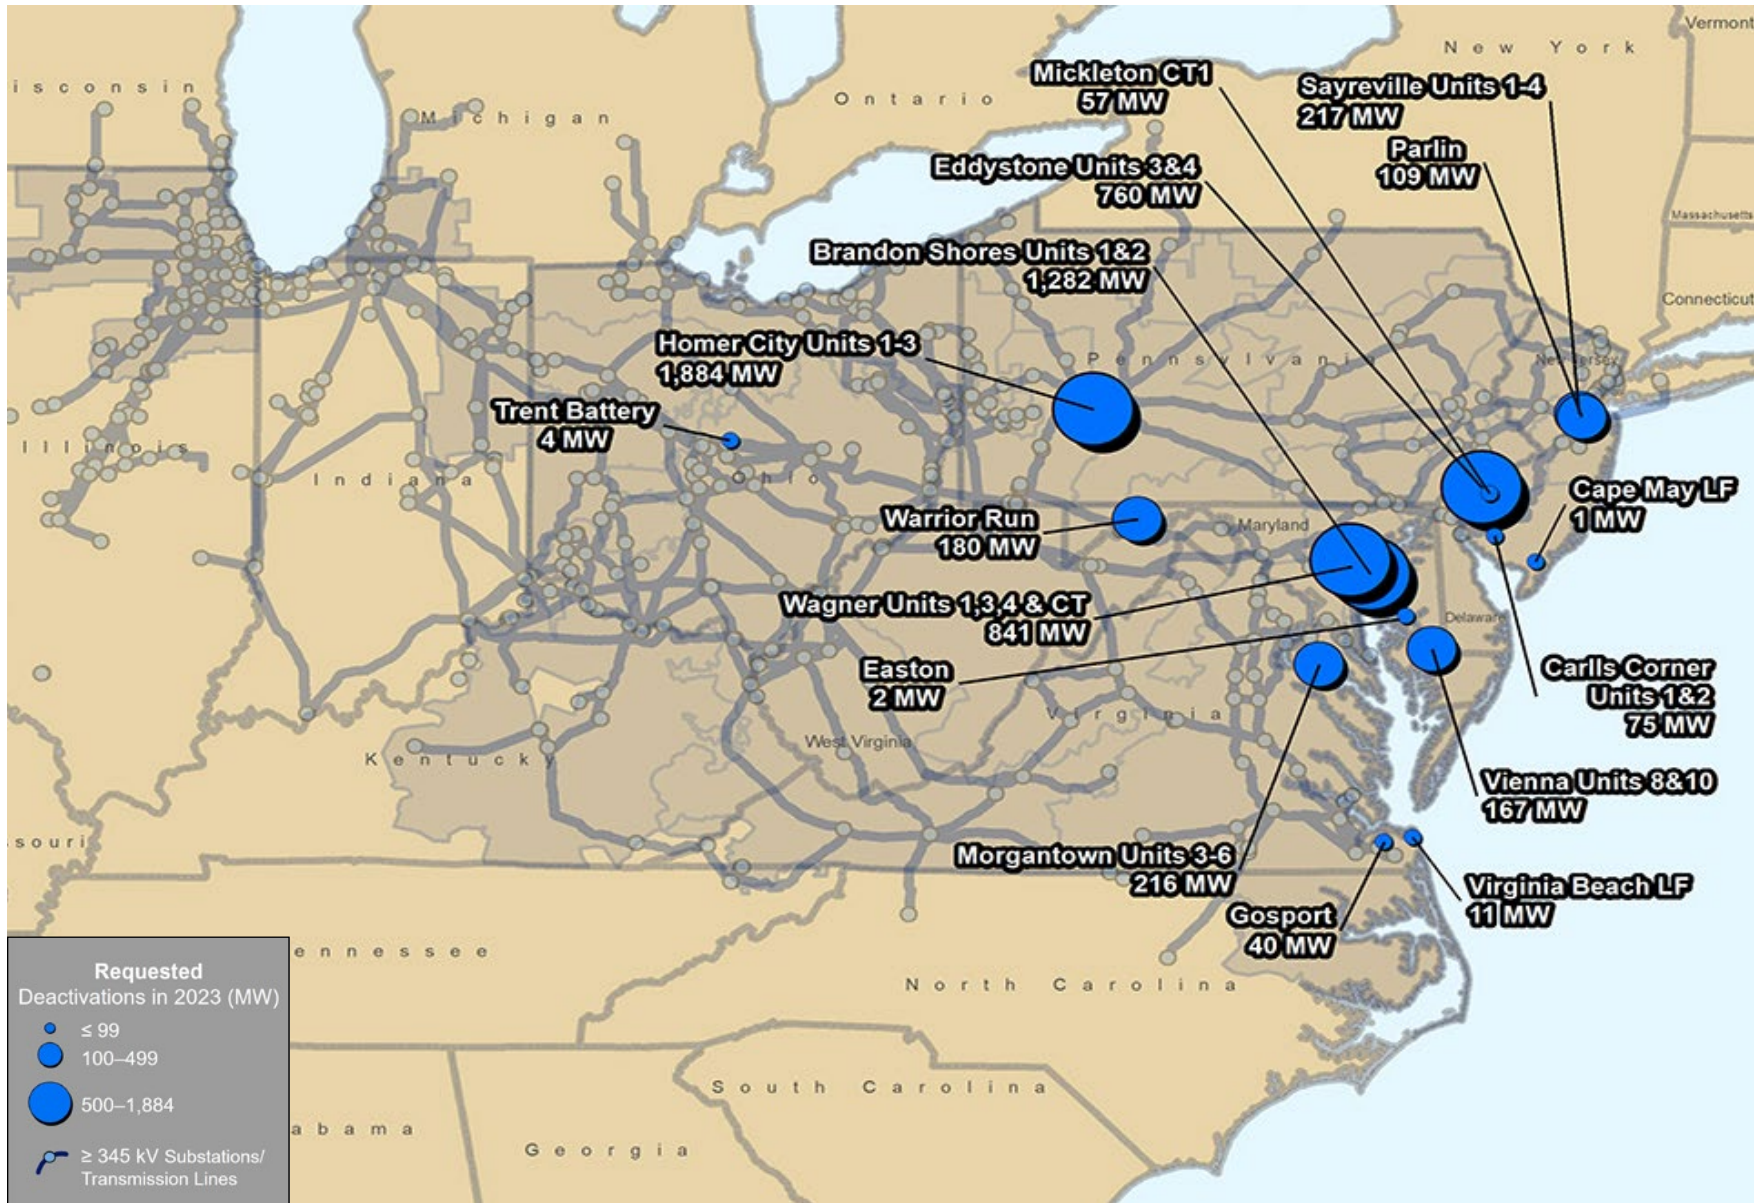 Vermont
New York
isconsin
Michigan
Ontario
Mickleton CT1
57 MW
Sayreville Units 1-4
217 MW
Parlin
109 MW
Eddystone Units 3&4
760 MW
Massachusetts
Brandon Shores Units 1&2
1,282 MW
Connecticut
Homer City Units 1-3
1,884 MW
Pennsylvania
New Jersey
Trent Battery
4 MW
Illinois
Indiana
Ohio
Cape May LF
1 MW
Warrior Run
180 MW
Maryland
Wagner Units 1,3,4 & CT
841 MW
Delaware
Easton
2 MW
Carlls Corner
Units 1&2
75 MW
Virginia
West Virginia
Kentucky
Vienna Units 8&10
167 MW
ssouri
Morgantown Units 3-6
216 MW
Virginia Beach LF
11 MW
Gosport
40 MW
ennessee
North Carolina
South Carolina
abama
Georgia
Requested
Deactivations in 2023 (MW)
≤ 99
100–499
500–1,884
≥ 345 kV Substations/
Transmission Lines